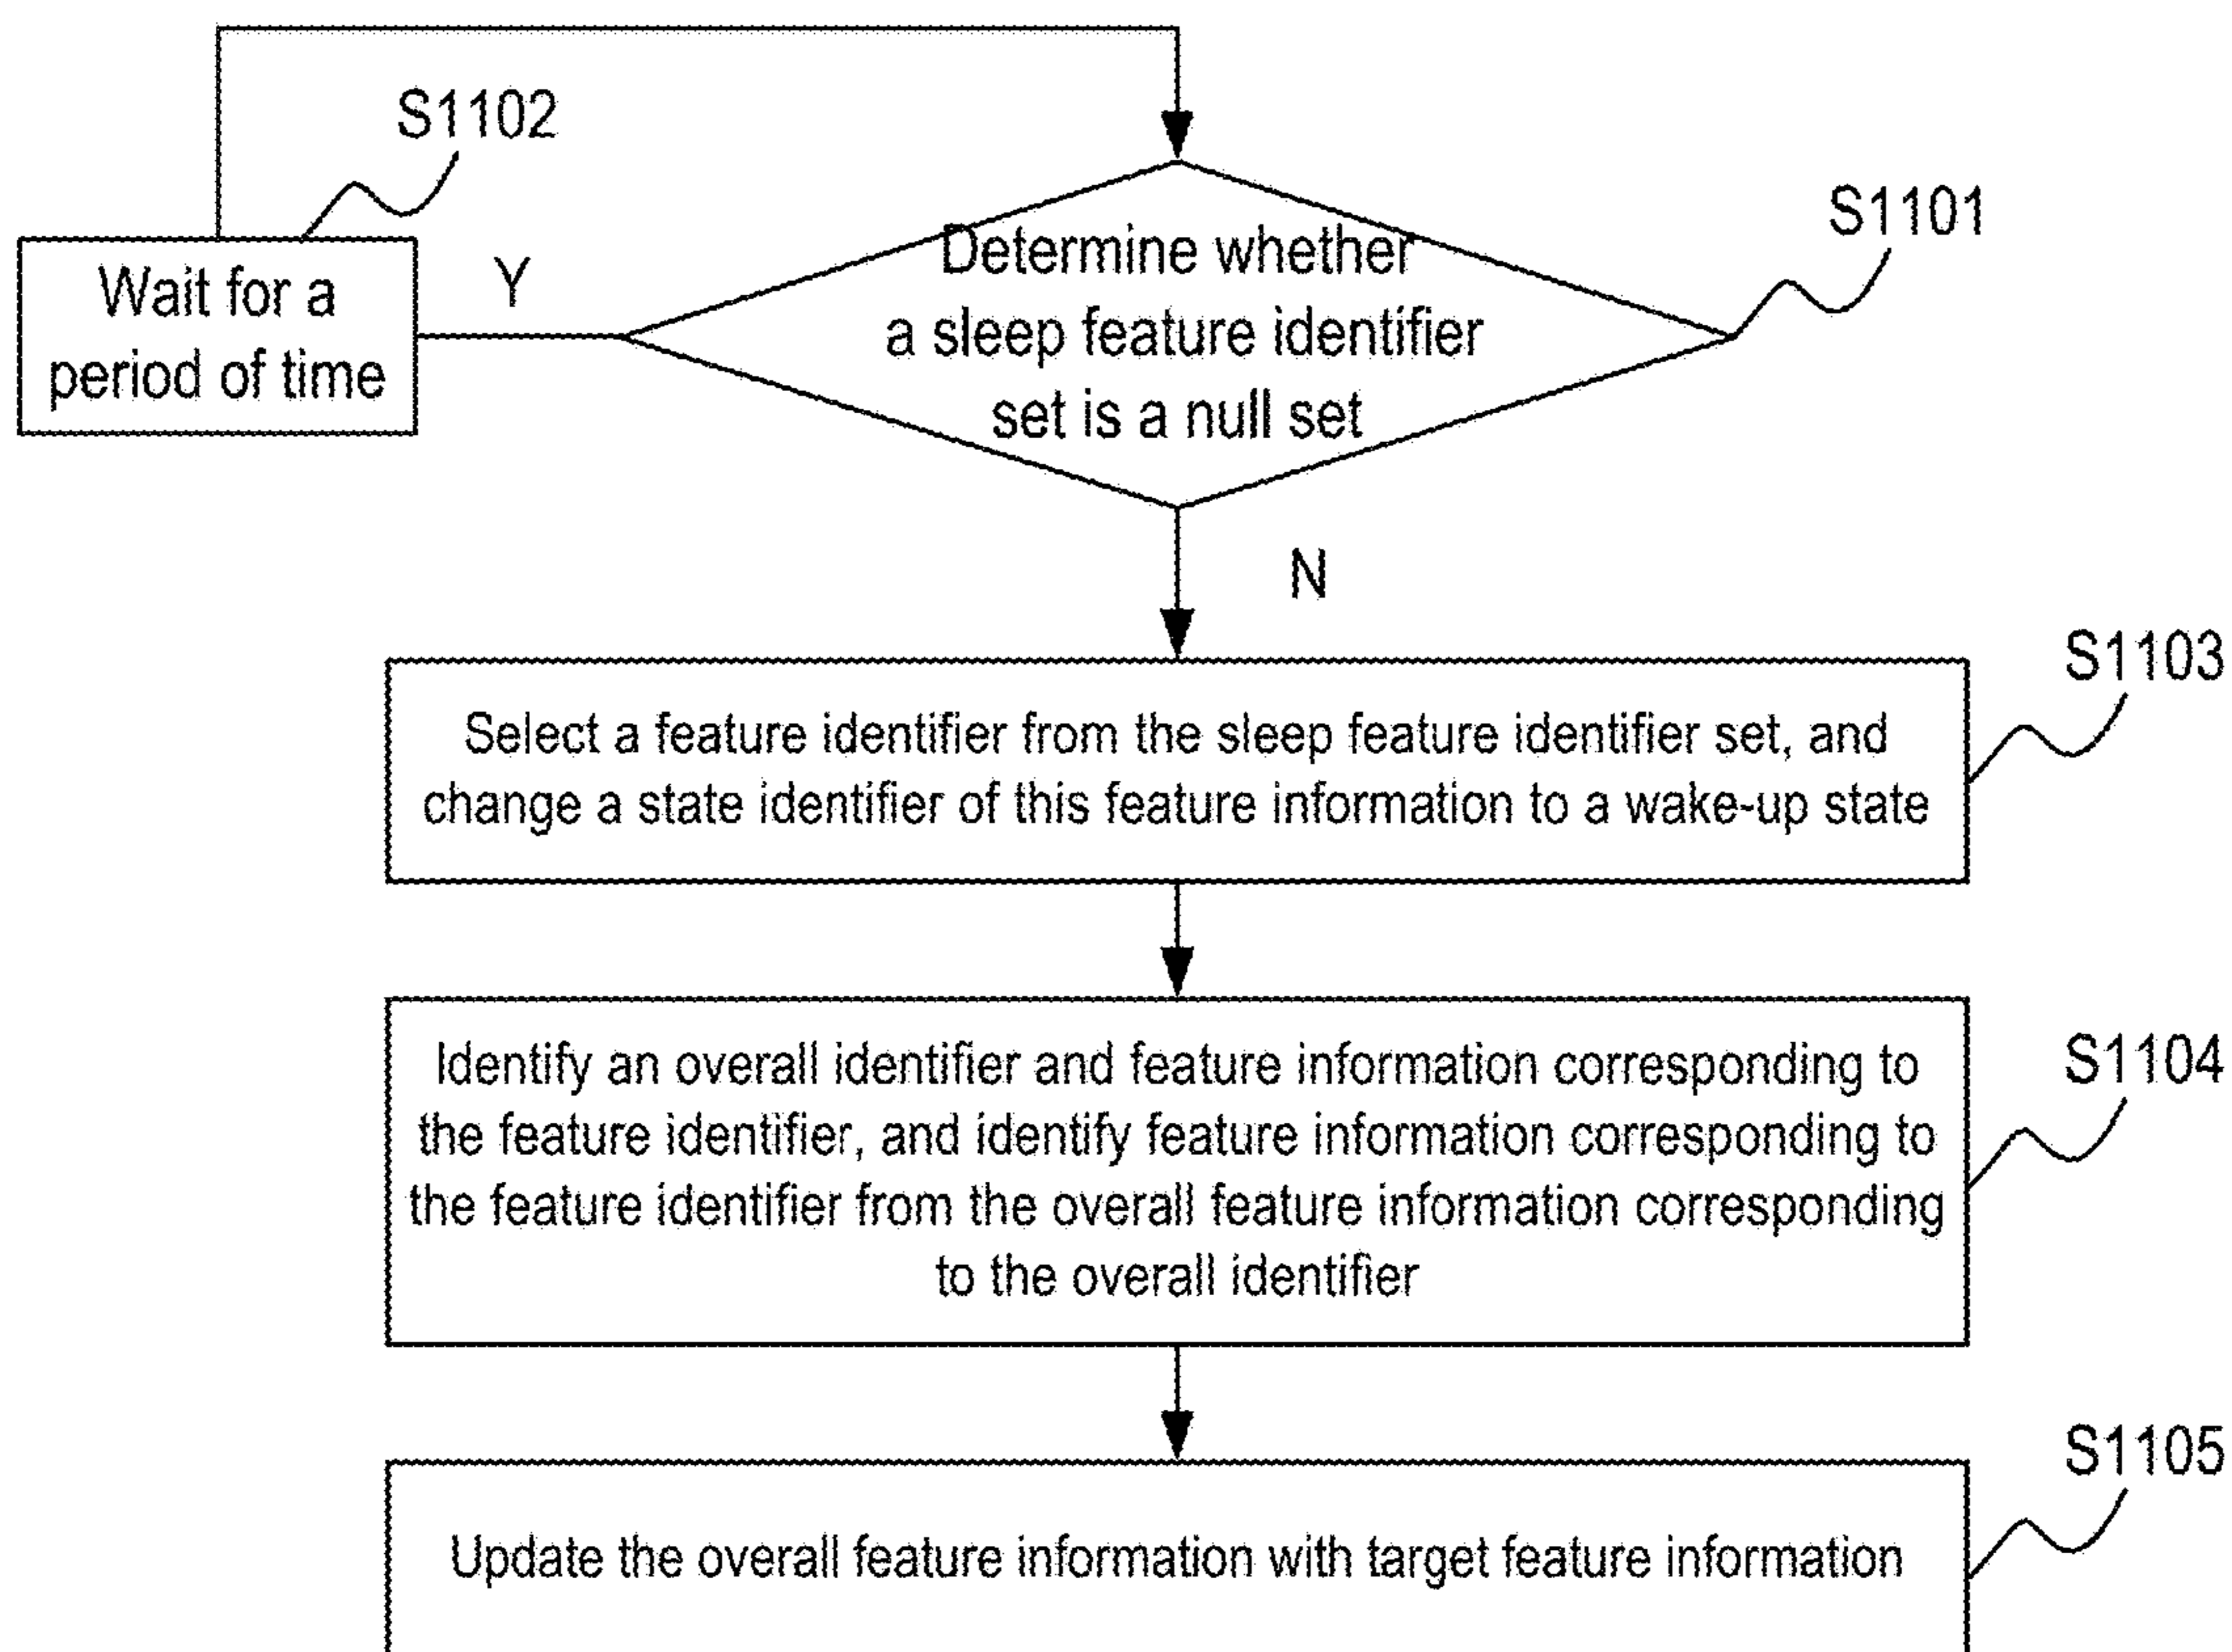 S1102
S1101
Wait for a
period of time
Y
Determine whether
a sleep feature identifier
set is a null set
N
S1103
Select a feature identifier from the sleep feature identifier set, and
change a state identifier of this feature information to a wake-up state
S1104
Identify an overall identifier and feature information corresponding to
the feature identifier, and identify feature information corresponding to
the feature identifier from the overall feature information corresponding
to the overall identifier
S1105
Update the overall feature information with target feature information